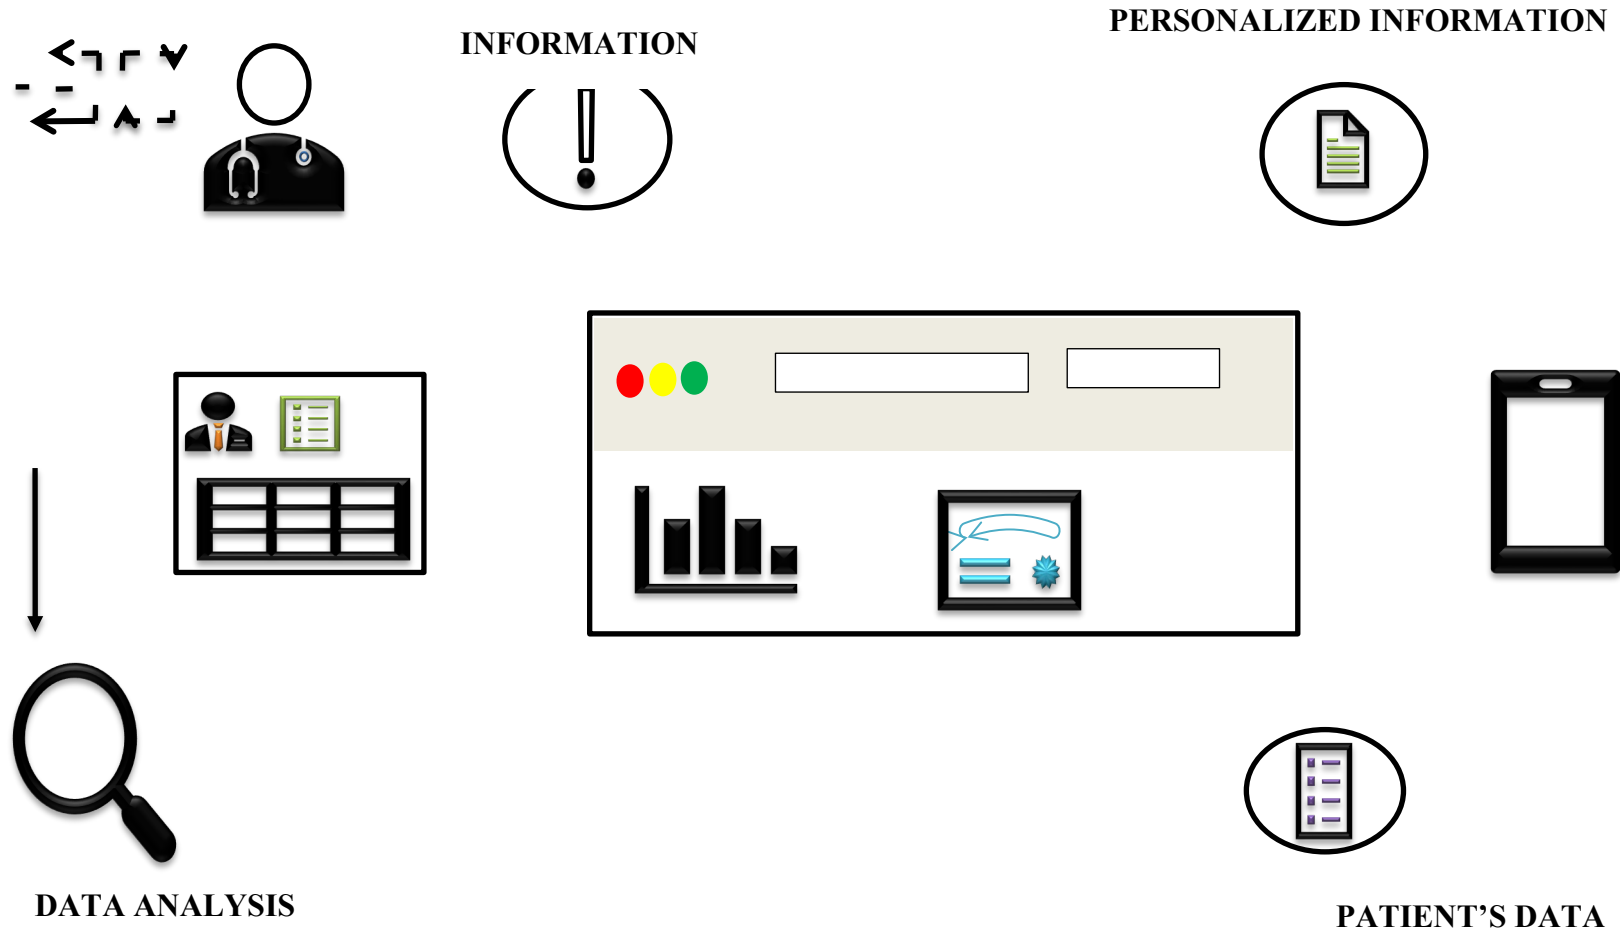 PERSONALIZED INFORMATION
INFORMATION
DATA ANALYSIS
PATIENT’S DATA